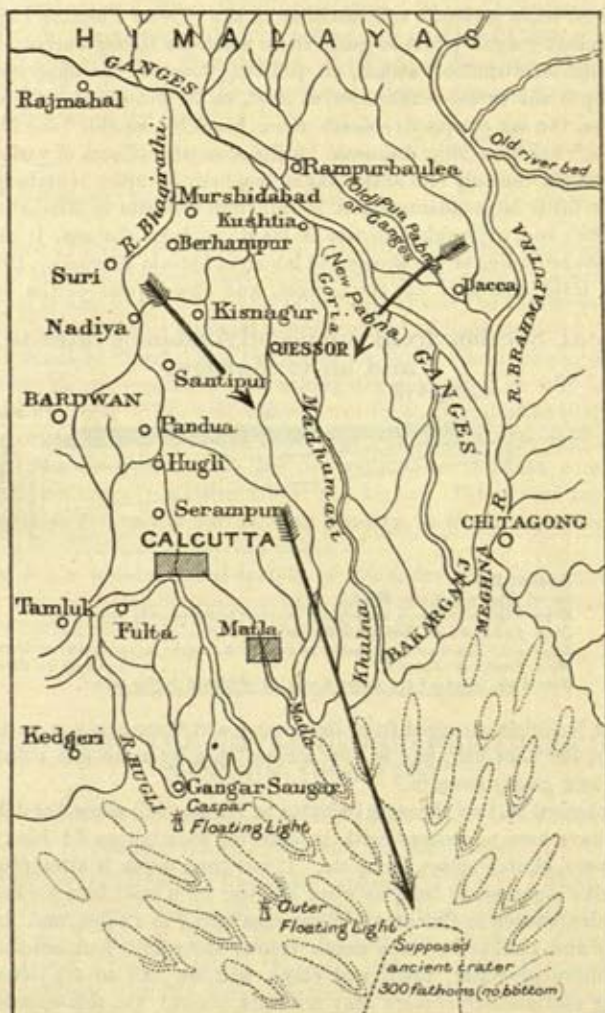 HIMALAYAS
GANGES
Rajmahal
R. Bhagirathi.
Old river bed
Rampurbaulea
Murshidabad
(Old) Pua Pabna
or Ganges
Kushtia
Berhampur
R. BRAHMAPUTRA
Suri
(New Pabna)
Goria
Dacca
Nadiya
Kisnagur
JESSOR
GANGES
Santipur
BARDWAN
Pandua
Madhumati
Hugli
Serampur
CHITAGONG
CALCUTTA
MEGHNA R.
BAKARGANJ
Khulna
Tamluk
Fulta
Matla
Matla
Kedgeri
R. HUGLI
Gangar Saugar
Gaspar
Floating Light
Outer
Floating Light
Supposed
ancient crater
300 fathoms (no bottom)